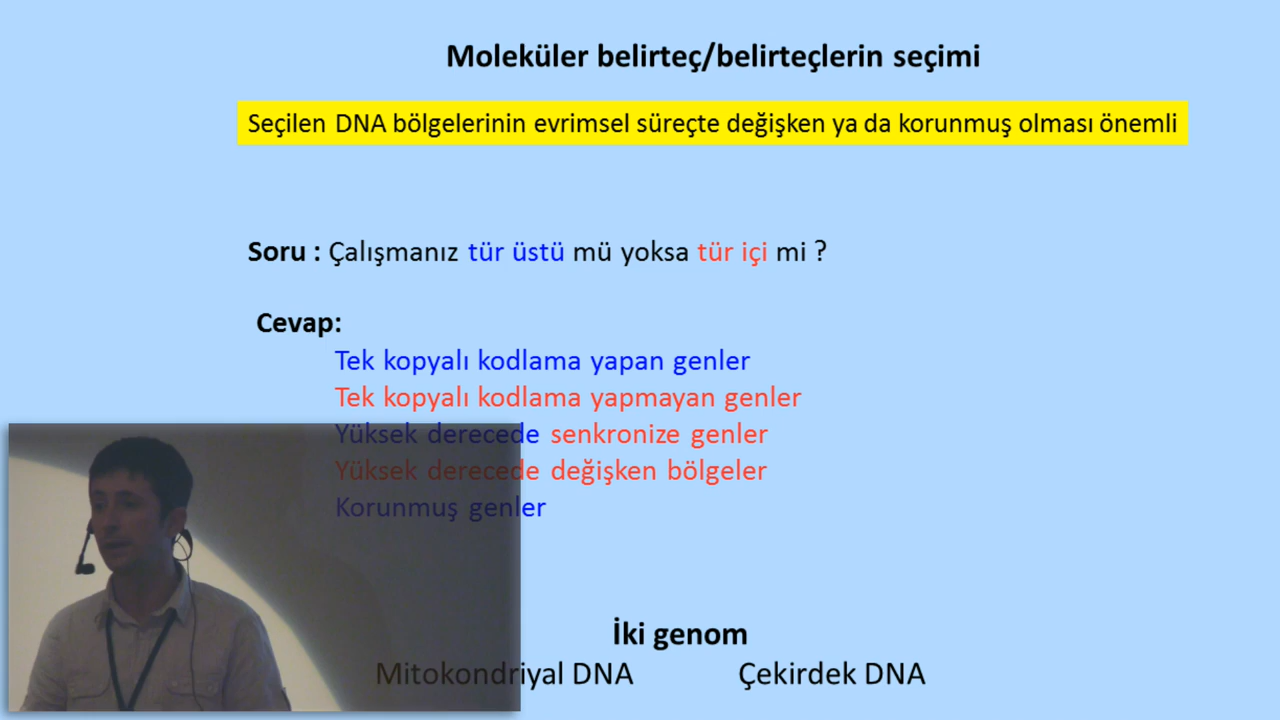 Moleküler belirteç/belirteçlerin seçimi
Seçilen DNA bölgelerinin evrimsel süreçte değişken ya da korunmuş olması önemli
Soru : Çalışmanız tür üstü mü yoksa tür içi mi ?
Cevap:
Tek kopyalı kodlama yapan genler
Tek kopyalı kodlama yapmayan genler
Yüksek derecede senkronize genler
Yüksek derecede değişken bölgeler
Korunmuş genler
İki genom
Mitokondriyal DNA Çekirdek DNA